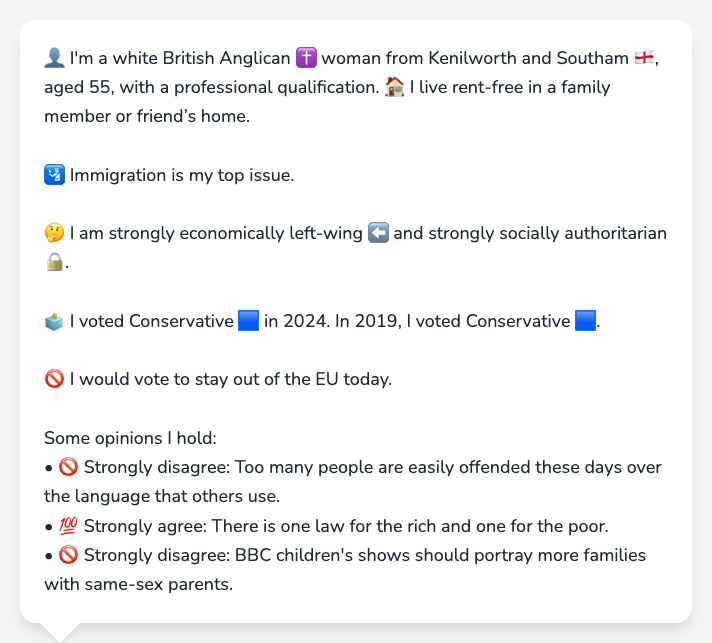 👤 I'm a white British Anglican ✝️ woman from Kenilworth and Southam 🏴󠁧󠁢󠁥󠁮󠁧󠁿,
aged 55, with a professional qualification. 🏠 I live rent-free in a family
member or friend’s home.
🛂 Immigration is my top issue.
🤔 I am strongly economically left-wing ⬅️ and strongly socially authoritarian
🔒.
🗳️ I voted Conservative 🟦 in 2024. In 2019, I voted Conservative 🟦.
🚫 I would vote to stay out of the EU today.
Some opinions I hold:
• 🚫 Strongly disagree: Too many people are easily offended these days over
the language that others use.
• 💯 Strongly agree: There is one law for the rich and one for the poor.
• 🚫 Strongly disagree: BBC children's shows should portray more families
with same-sex parents.